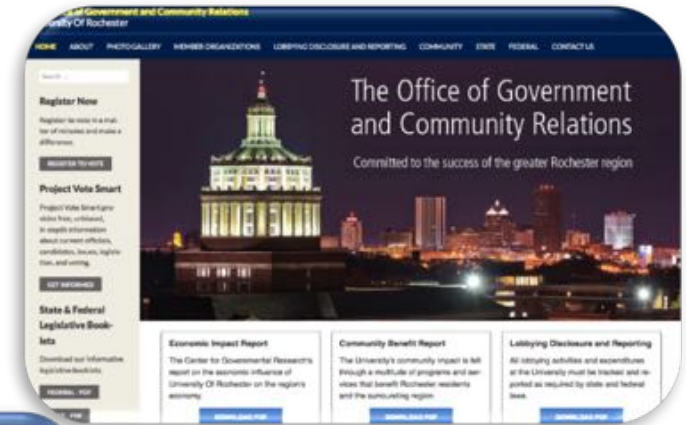 of Government and Community Relations
University Of Rochester
HOME ABOUT PHOTO GALLERY MEMBER ORGANIZATIONS LOBBYING DISCLOSURE AND REPORTING COMMUNITY STATE FEDERAL CONTACT US
Search ...
Register Now
Register to vote in a mat-
ter of minutes and make a
difference.
REGISTER TO VOTE
Project Vote Smart
Project Vote Smart pro-
vides free, unbiased,
in-depth information
about current officials,
candidates, issues, legisla-
tion, and voting.
GET INFORMED
State & Federal
Legislative Book-
lets
Download our informative
legislative booklets
FEDERAL PDF
PDF
The Office of Government
and Community Relations
Committed to the success of the greater Rochester region
Economic Impact Report
The Center for Governmental Research's
report on the economic influence of
University Of Rochester on the region's
economy.
DOWNLOAD PDF
Community Benefit Report
The University's community impact is felt
through a multitude of programs and ser-
vices that benefit Rochester residents
and the surrounding region.
DOWNLOAD PDF
Lobbying Disclosure and Reporting
All lobbying activities and expenditures
at the University must be tracked and re-
ported as required by state and federal
laws.
DOWNLOAD PDF